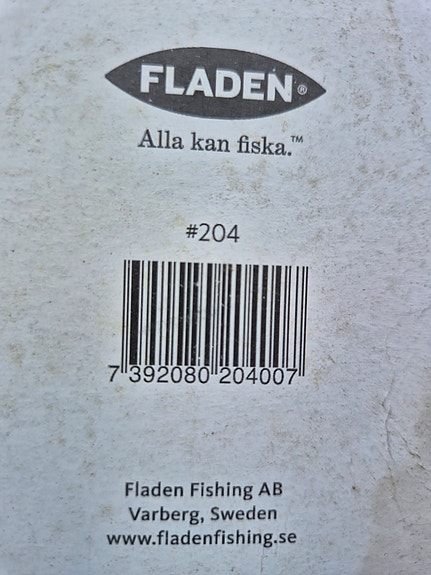 FLADEN®
Alla kan fiska.™
#204
7 392080 204007
Fladen Fishing AB
Varberg, Sweden
www.fladenfishing.se